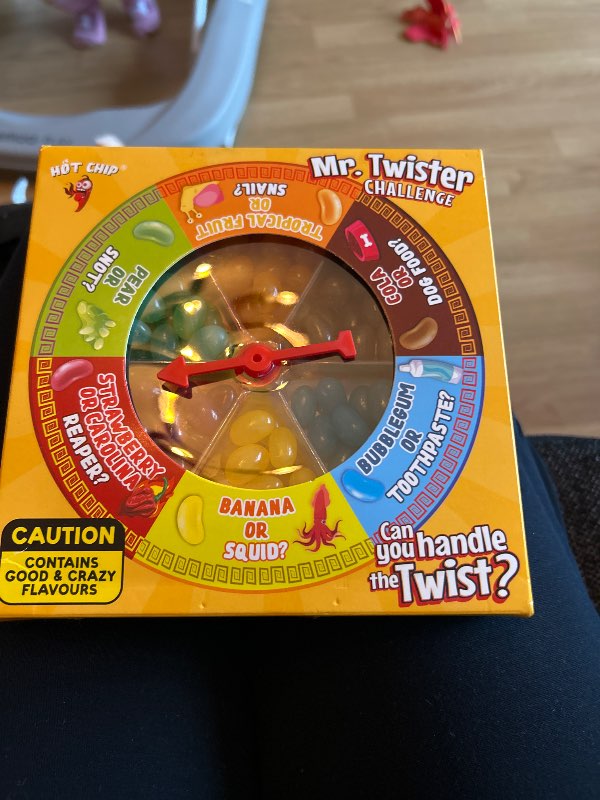 HOT CHIP®
Mr. Twister
CHALLENGE
TROPICAL FRUIT
OR
SNAIL?
COLA
OR
DOG FOOD?
PEAR
OR
SNOT?
STRAWBERRY
OR CAROLINA
REAPER?
BANANA
OR
SQUID?
BUBBLEGUM
OR
TOOTHPASTE?
CAUTION
CONTAINS
GOOD & CRAZY
FLAVOURS
Can
you handle
the Twist?